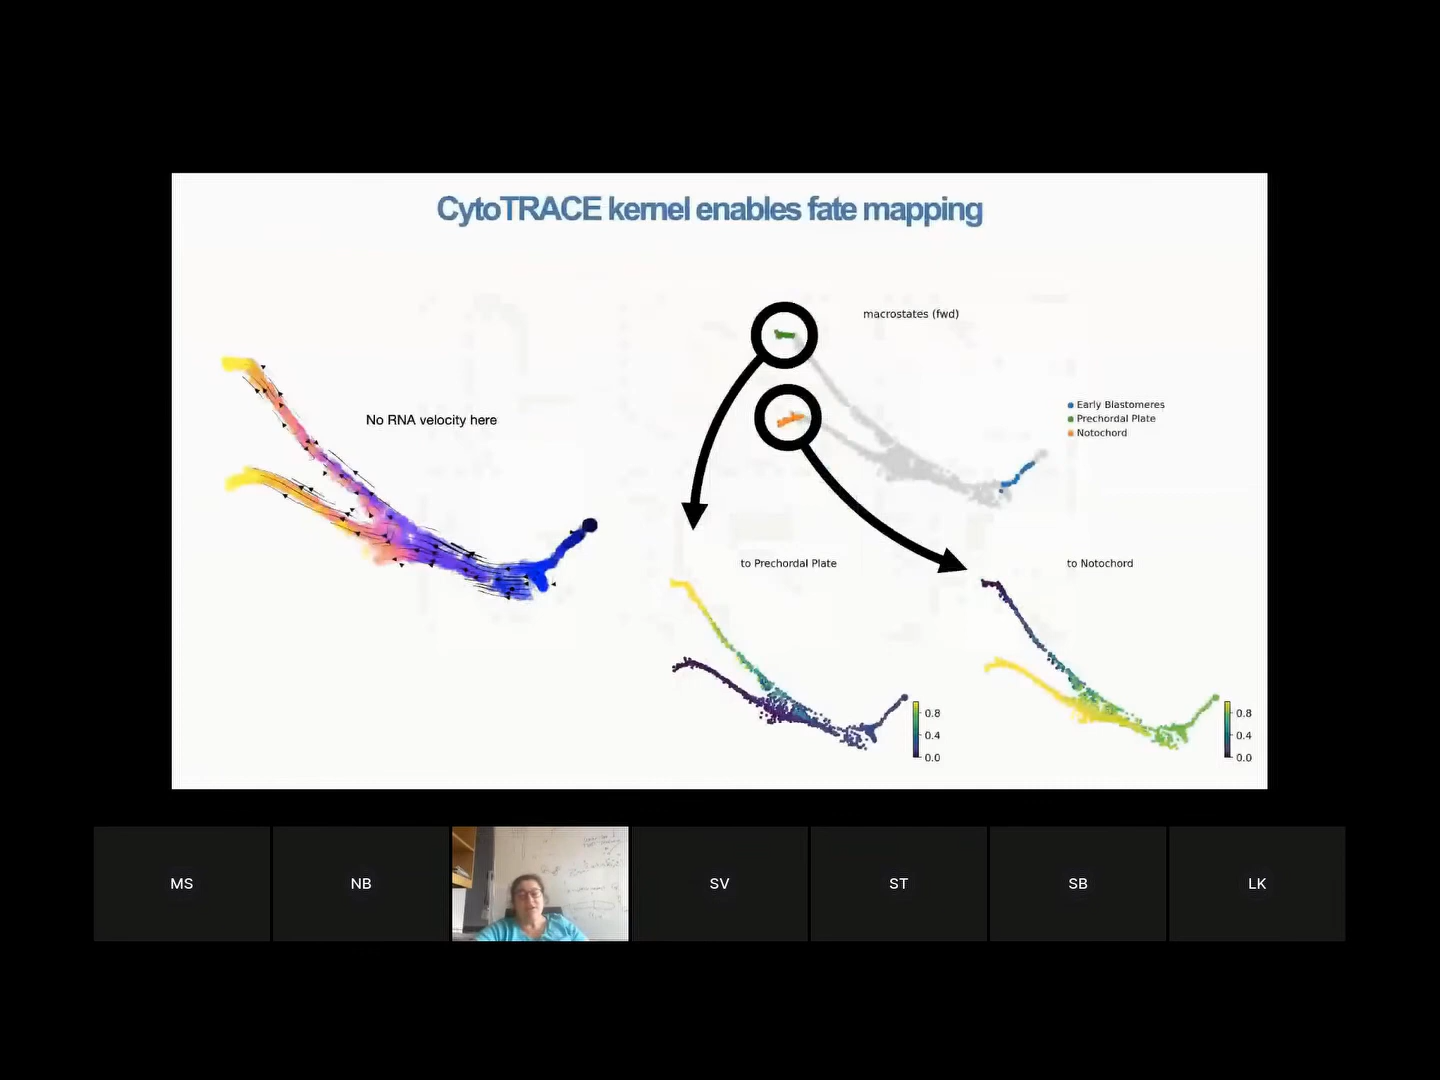 CytoTRACE kernel enables fate mapping
No RNA velocity here
macrostates (fwd)
Early Blastomeres
Prechordal Plate
Notochord
to Prechordal Plate
to Notochord
0.8
0.4
0.0
0.8
0.4
0.0
MS
NB
SV
ST
SB
LK